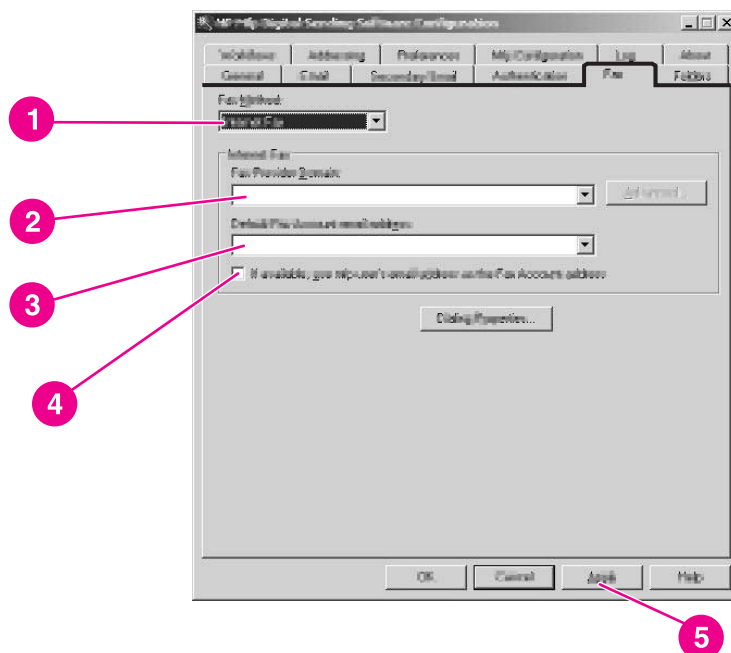 HP Mfp Digital Sending Software Configuration
Workflows Addressing Preferences Mfp Configuration Log About
General Email Secondary Email Authentication Fax Folders
Fax Method:
1
Internet Fax
Internet Fax
Fax Provider Domain:
2
Advanced...
Default Fax Account email address:
3
If available, use mfp user's email address as the Fax Account address
Dialing Properties...
4
OK Cancel Apply Help
5